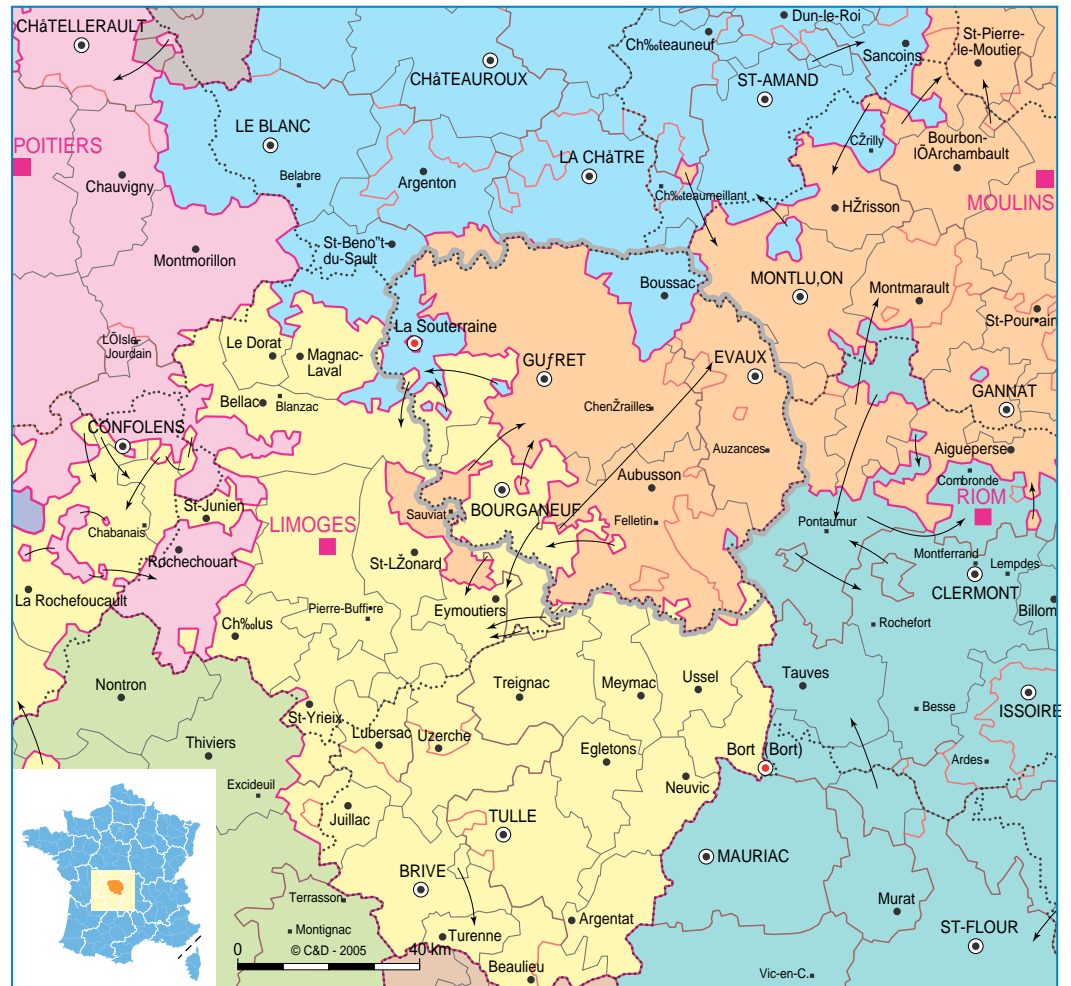 CHåTELLERAULT
Dun-le-Roi
Ch‰teauneuf
St-Pierre-
le-Moutier
Sancoins
CHåTEAUROUX
ST-AMAND
LE BLANC
CŽrilly
Bourbon-
lÕArchambault
POITIERS
LA CHåTRE
Belabre
Argenton
Chauvigny
Ch‰teaumeillant
MOULINS
HŽrisson
St-Beno”t-
du-Sault
Montmorillon
Boussac
MONTLU‚ON
Montmarault
St-Pour•ain
La Souterraine
LÕIsle-
Jourdain
Le Dorat
Magnac-
Laval
GUƒRET
EVAUX
GANNAT
Bellac
Blanzac
ChenŽrailles
CONFOLENS
Auzances
Aigueperse
Aubusson
Combronde
RIOM
BOURGANEUF
St-Junien
Sauviat
Felletin
Chabanais
LIMOGES
Pontaumur
Rochechouart
St-LŽonard
Montferrand
Lempdes
CLERMONT
La Rochefoucault
Pierre-Buffi•re
Eymoutiers
Billom
Ch‰lus
Rochefort
Nontron
Treignac
Meymac
Ussel
Tauves
Besse
ISSOIRE
St-Yrieix
Lubersac
Uzerche
Thiviers
Egletons
Bort (Bort)
Ardes
Excideuil
Neuvic
Juillac
TULLE
MAURIAC
BRIVE
Terrasson
Murat
Argentat
Montignac
Turenne
ST-FLOUR
0
© C&D - 2005
40 km
Beaulieu
Vic-en-C.